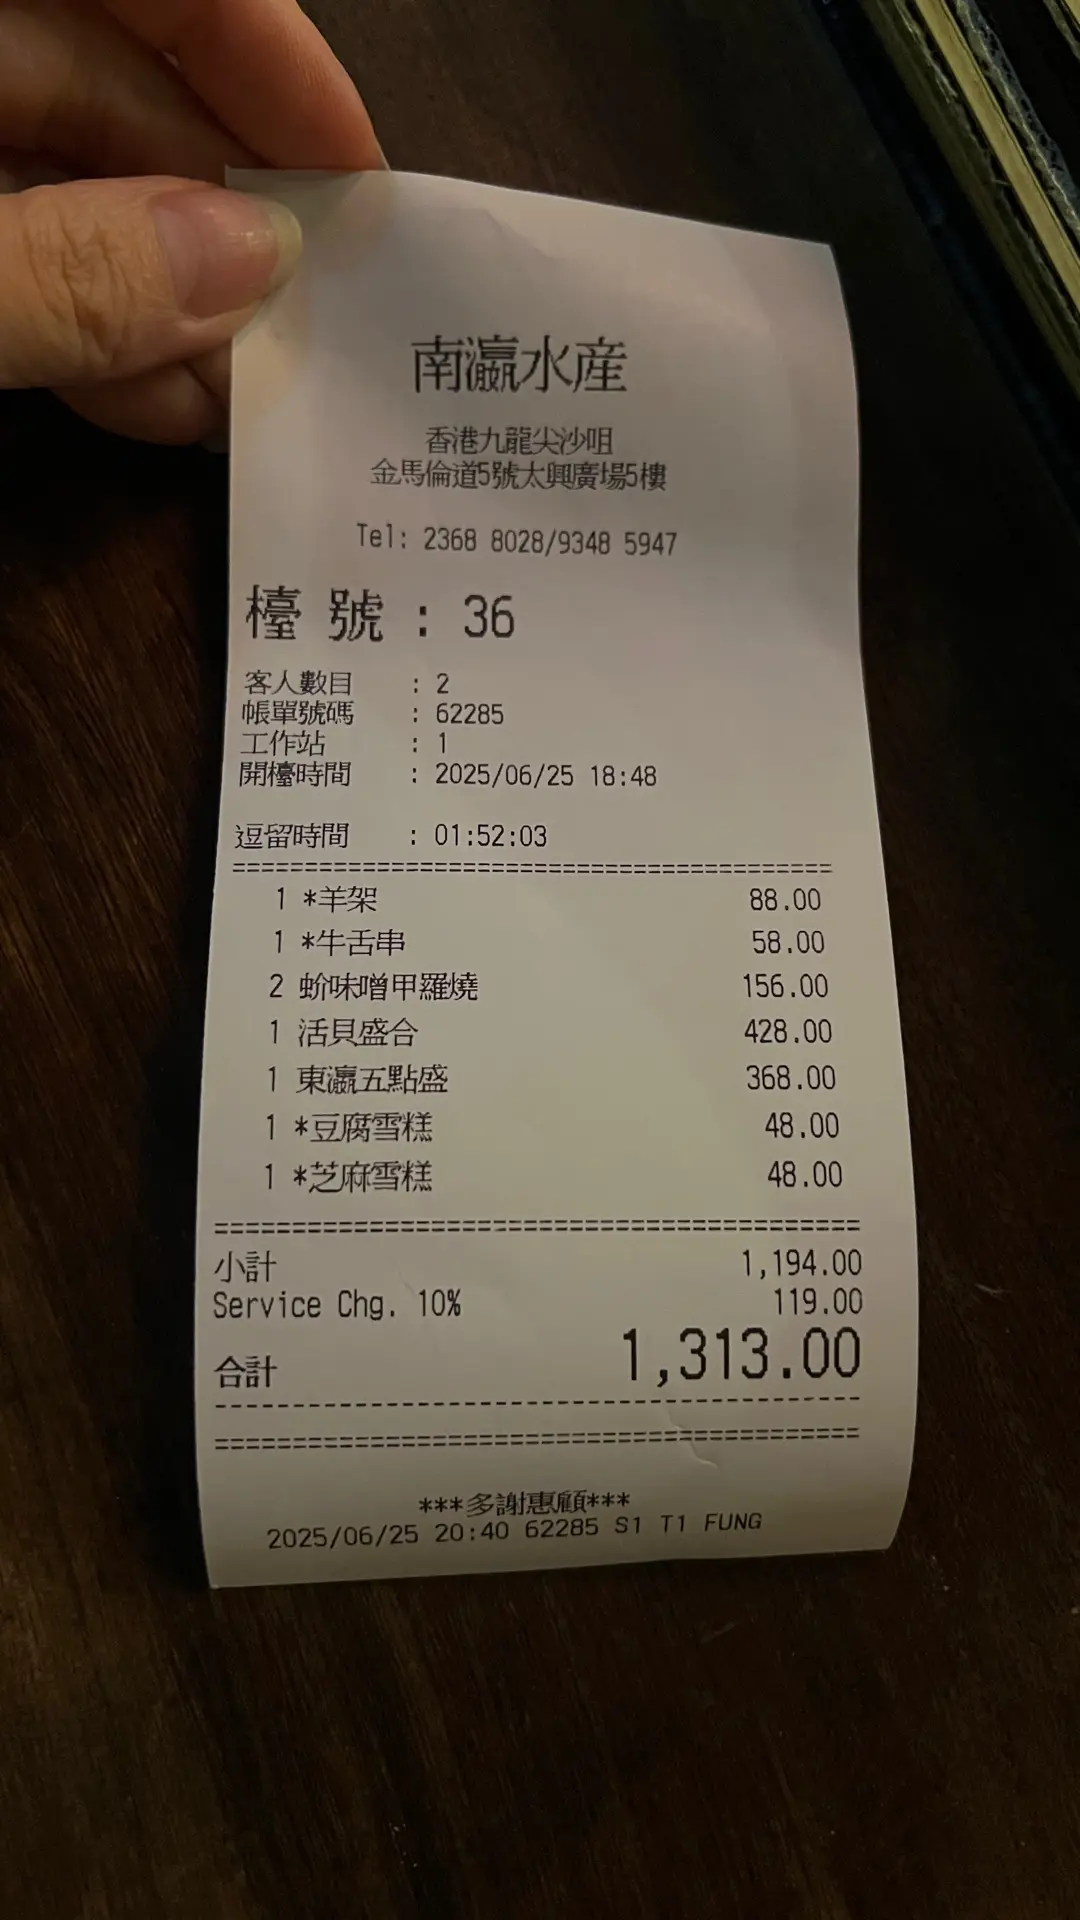 南瀛水産
香港九龍尖沙咀
金馬倫道5號太興廣場5樓
Tel: 2368 8028/9348 5947
檯 號 : 36
客人數目 : 2
帳單號碼 : 62285
工作站 : 1
開檯時間 : 2025/06/25 18:48
逗留時間 : 01:52:03
1 *羊架 88.00
1 *牛舌串 58.00
2 蚧味噌甲羅燒 156.00
1 活貝盛合 428.00
1 東瀛五點盛 368.00
1 *豆腐雪糕 48.00
1 *芝麻雪糕 48.00
小計 1,194.00
Service Chg. 10% 119.00
合計 1,313.00
***多謝惠顧***
2025/06/25 20:40 62285 S1 T1 FUNG